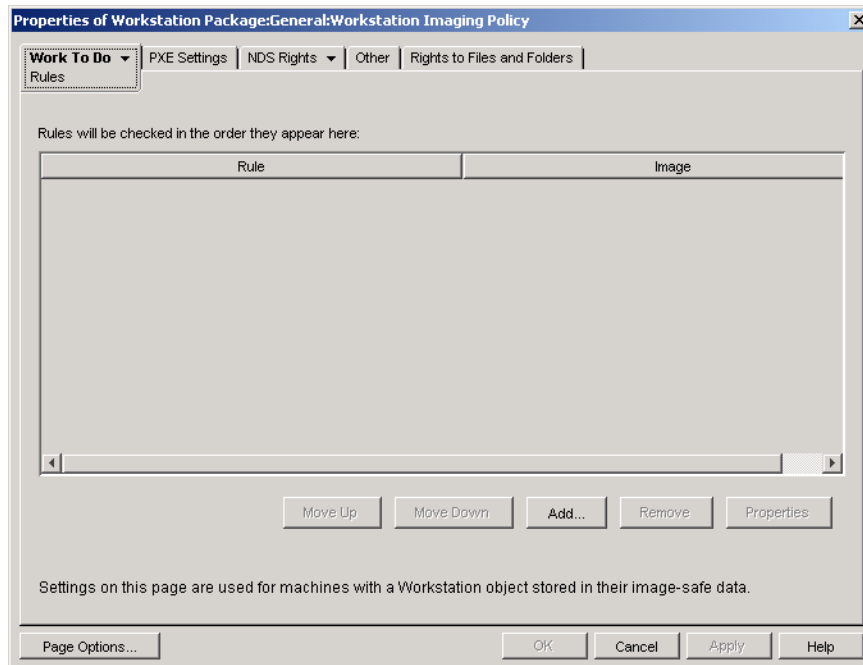 Properties of Workstation Package:General:Workstation Imaging Policy
Work To Do PXE Settings NDS Rights Other Rights to Files and Folders
Rules
Rules will be checked in the order they appear here:
Rule Image
Move Up Move Down Add... Remove Properties
Settings on this page are used for machines with a Workstation object stored in their image-safe data.
Page Options... OK Cancel Apply Help